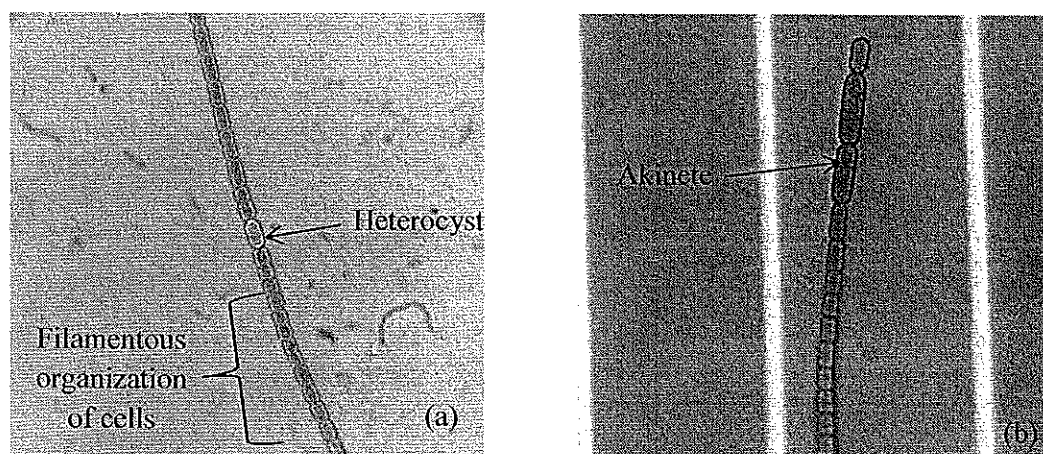 Heterocyst
Filamentous
organization
of cells
(a)
Akinete
(b)